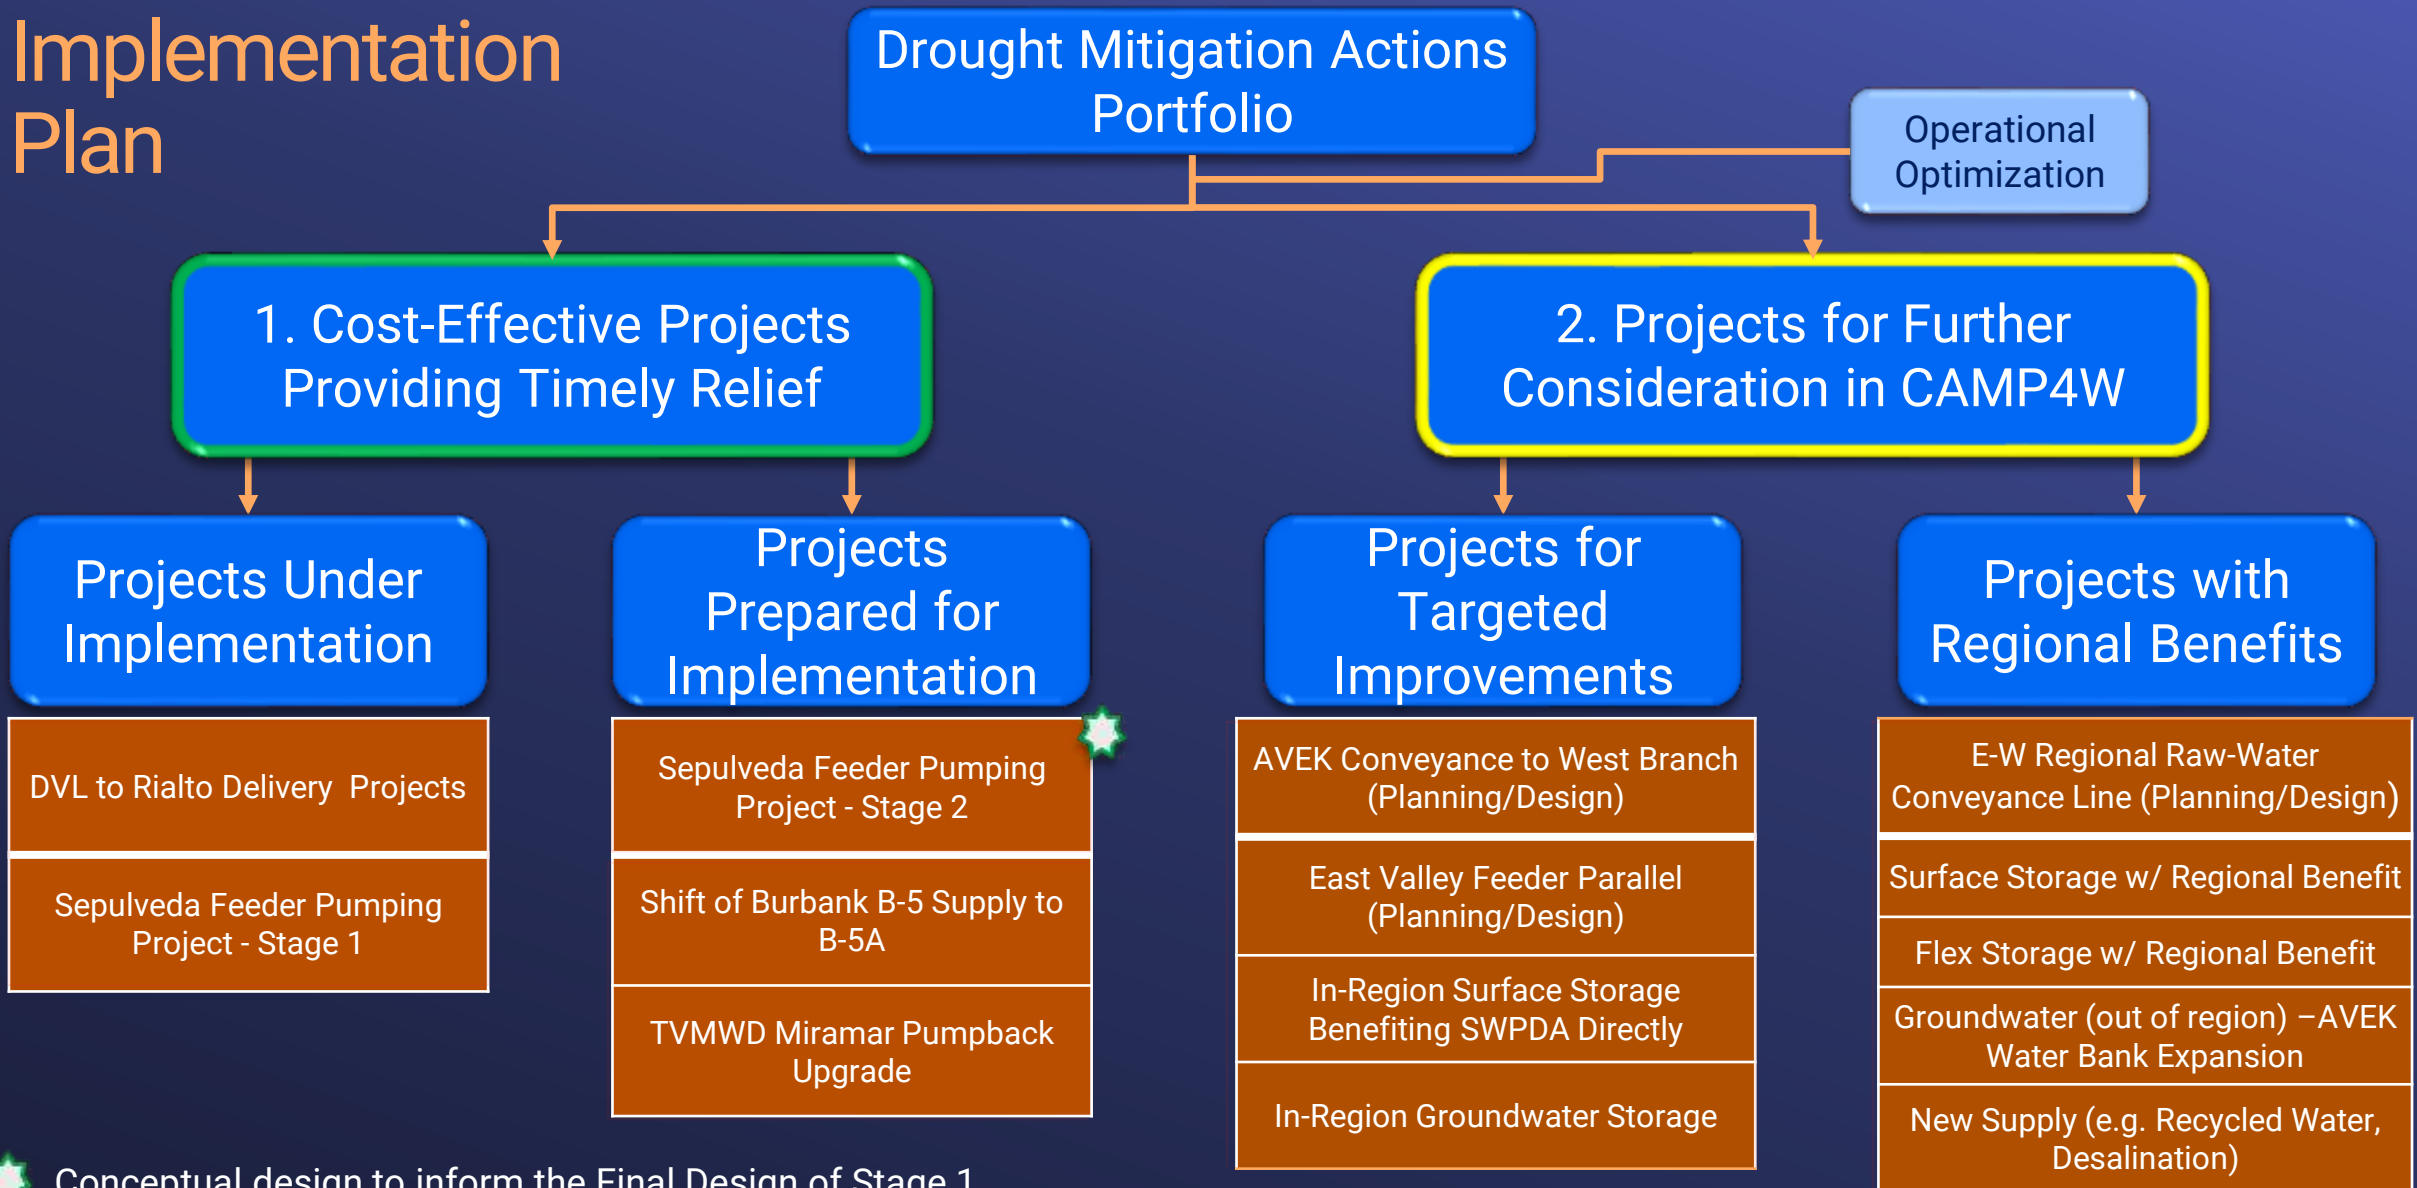 Implementation
Plan
Drought Mitigation Actions
Portfolio
Operational
Optimization
1. Cost-Effective Projects
Providing Timely Relief
2. Projects for Further
Consideration in CAMP4W
Projects Under
Implementation
DVL to Rialto Delivery Projects
Sepulveda Feeder Pumping
Project - Stage 1
Projects
Prepared for
Implementation
Sepulveda Feeder Pumping
Project - Stage 2
Shift of Burbank B-5 Supply to
B-5A
TVMWD Miramar Pumpback
Upgrade
Projects for
Targeted
Improvements
AVEK Conveyance to West Branch
(Planning/Design)
East Valley Feeder Parallel
(Planning/Design)
In-Region Surface Storage
Benefiting SWPDA Directly
In-Region Groundwater Storage
Projects with
Regional Benefits
E-W Regional Raw-Water
Conveyance Line (Planning/Design)
Surface Storage w/ Regional Benefit
Flex Storage w/ Regional Benefit
Groundwater (out of region) –AVEK
Water Bank Expansion
New Supply (e.g. Recycled Water,
Desalination)
Conceptual design to inform the Final Design of Stage 1